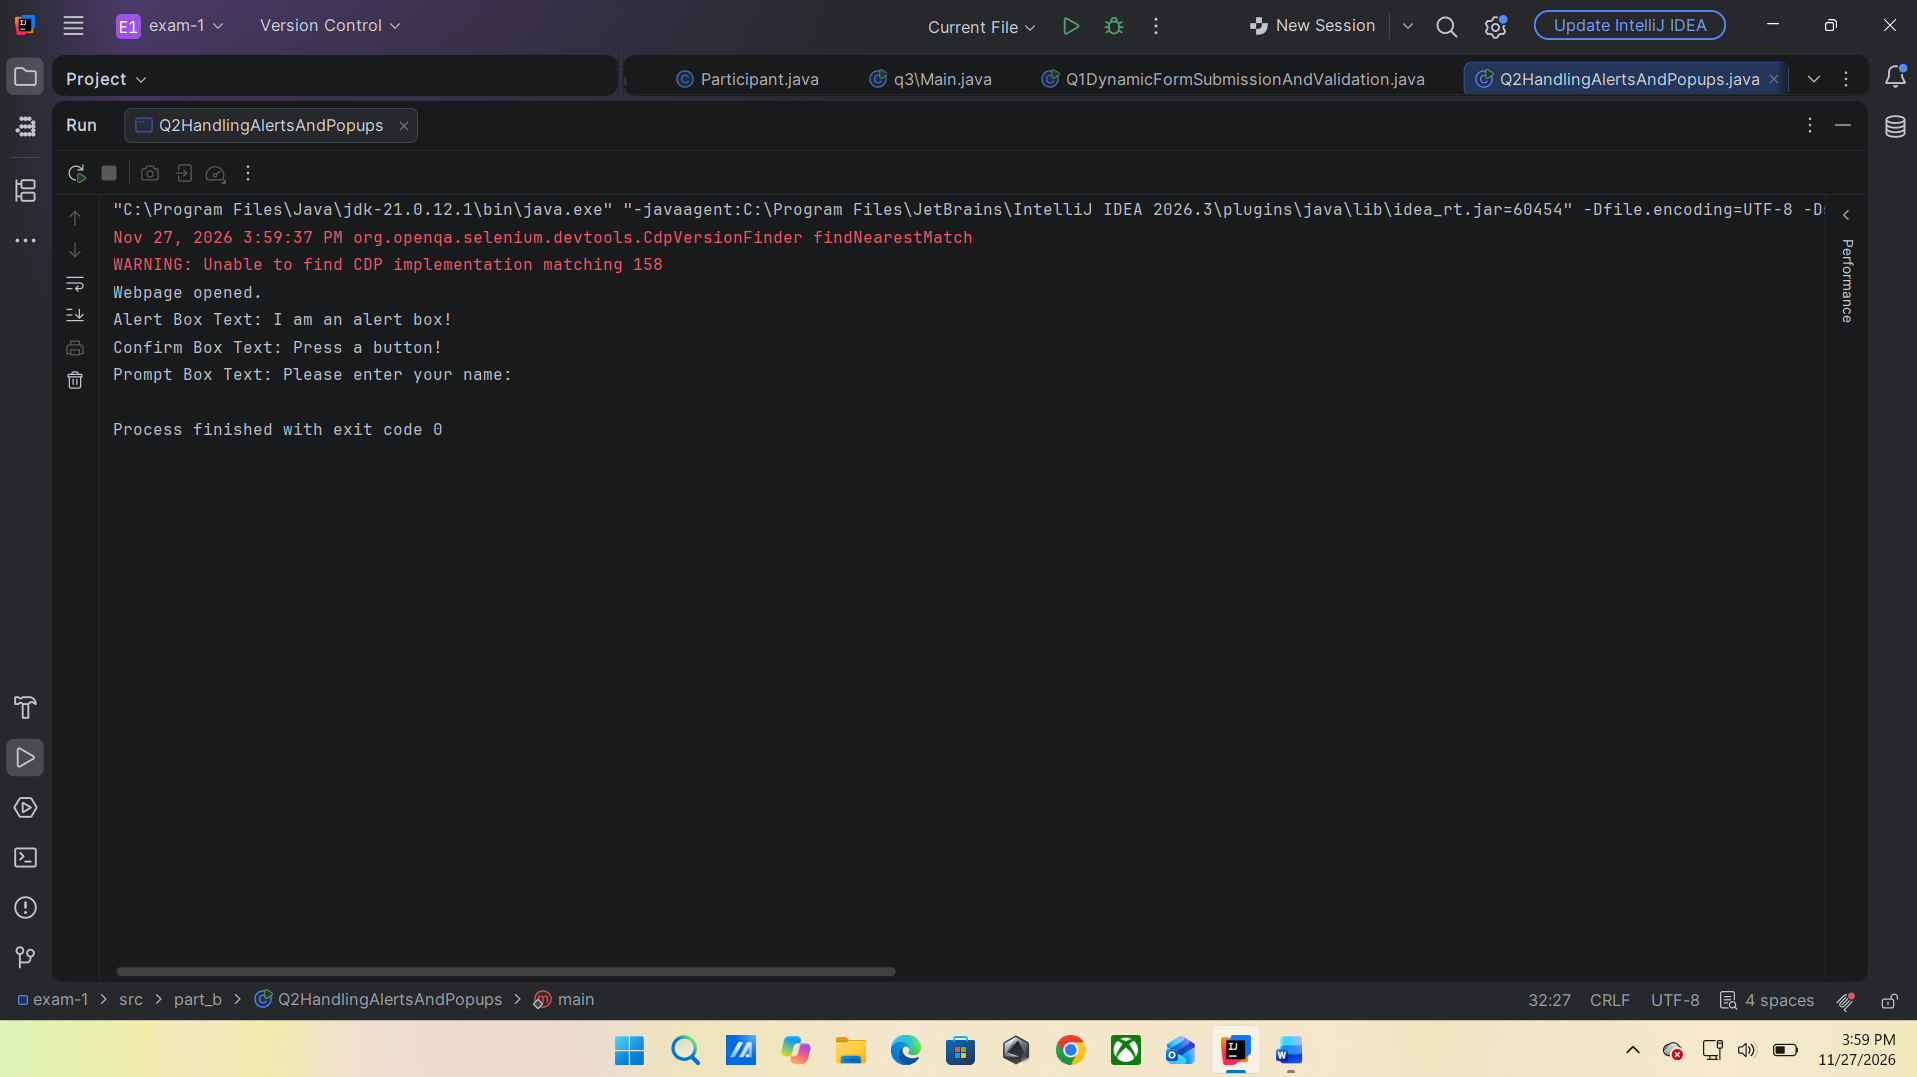 E1 exam-1 Version Control Current File New Session Update IntelliJ IDEA
Project Participant.java q3\Main.java Q1DynamicFormSubmissionAndValidation.java Q2HandlingAlertsAndPopups.java
Run Q2HandlingAlertsAndPopups
"C:\Program Files\Java\jdk-21.0.12.1\bin\java.exe" "-javaagent:C:\Program Files\JetBrains\IntelliJ IDEA 2026.3\plugins\java\lib\idea_rt.jar=60454" -Dfile.encoding=UTF-8
Nov 27, 2026 3:59:37 PM org.openqa.selenium.devtools.CdpVersionFinder findNearestMatch
WARNING: Unable to find CDP implementation matching 158
Webpage opened.
Alert Box Text: I am an alert box!
Confirm Box Text: Press a button!
Prompt Box Text: Please enter your name:
Process finished with exit code 0
Performance
exam-1 src part_b Q2HandlingAlertsAndPopups main 32:27 CRLF UTF-8 4 spaces
3:59 PM
11/27/2026